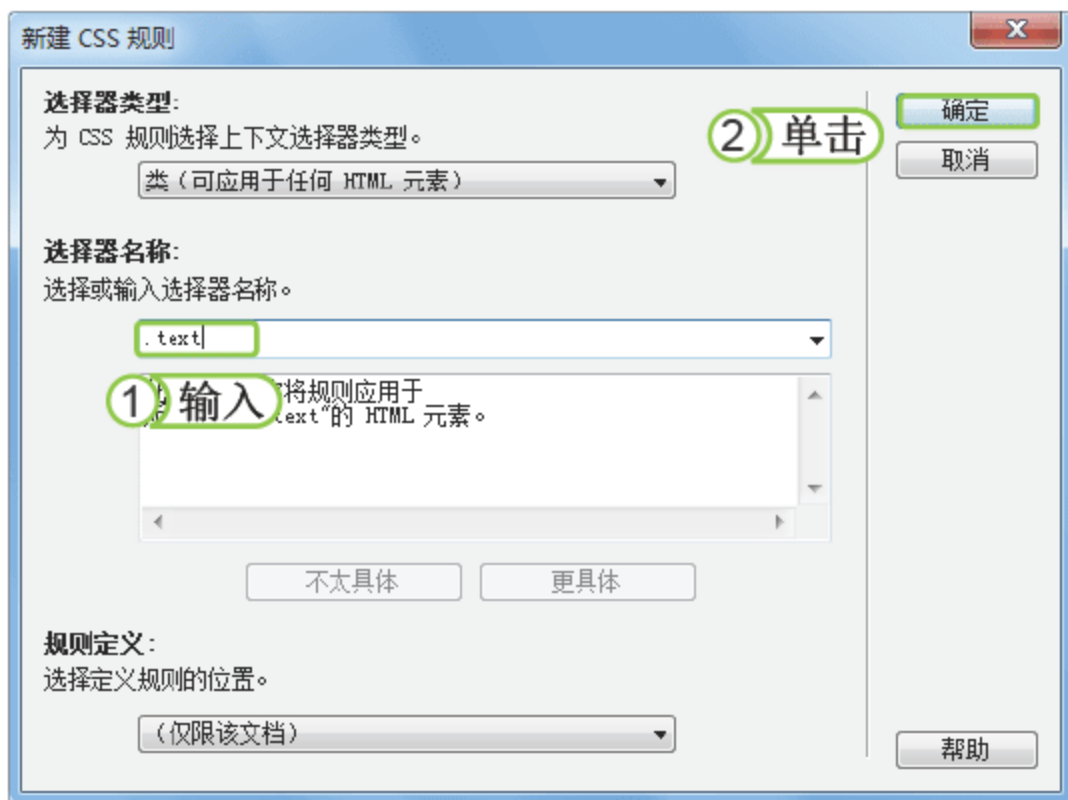 新建 CSS 规则
选择器类型:
为 CSS 规则选择上下文选择器类型。
类（可应用于任何 HTML 元素）
确定
② 单击
取消
选择器名称:
选择或输入选择器名称。
.text
① 输入
将规则应用于
text“的 HTML 元素。
不太具体
更具体
规则定义:
选择定义规则的位置。
（仅限该文档）
帮助